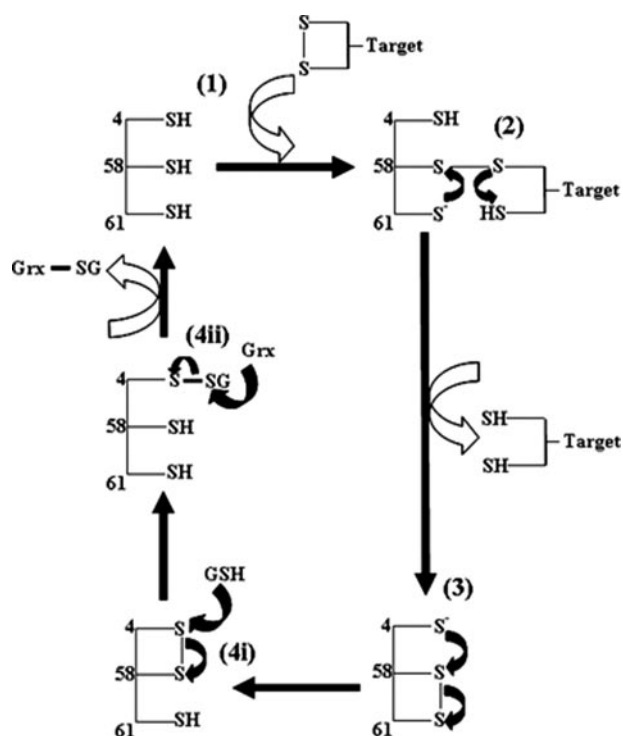 S
S
Target
(1)
4 SH
58 SH
SH
61
4 SH
(2)
58 S S
Target
S⁻ HS
61
Grx SG
(4ii)
Grx
4 S SG
58 SH
SH
61
SH
Target
SH
GSH
(3)
4 S
(4i)
58 S
SH
61
4 S⁻
58 S
S
61